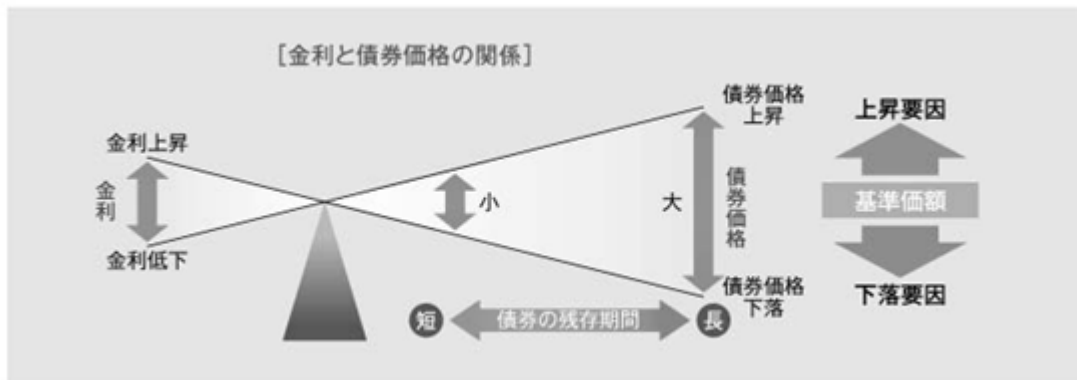 [金利と債券価格の関係]
金利上昇
金利
金利低下
小
大
債券価格
上昇
債券価格
債券価格
下落
短
債券の残存期間
長
上昇要因
基準価額
下落要因